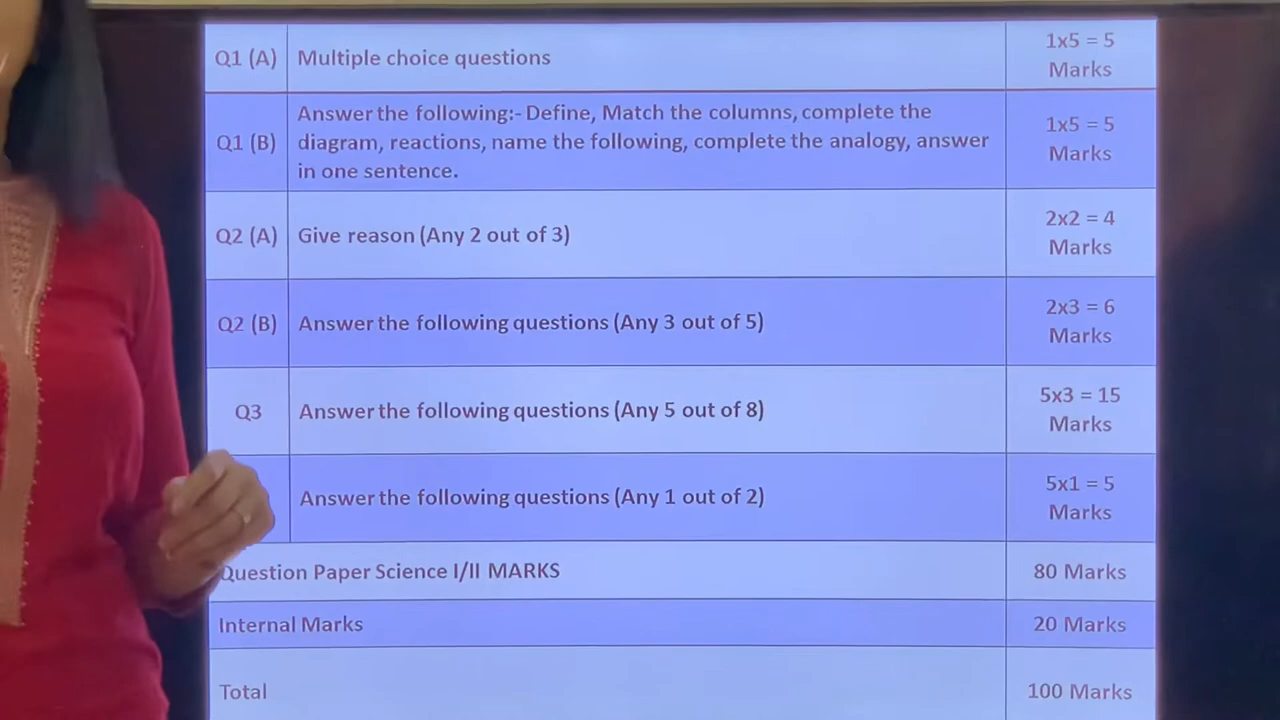 Q1 (A) Multiple choice questions 1x5 = 5 Marks
Q1 (B) Answer the following:- Define, Match the columns, complete the
diagram, reactions, name the following, complete the analogy, answer
in one sentence. 1x5 = 5 Marks
Q2 (A) Give reason (Any 2 out of 3) 2x2 = 4 Marks
Q2 (B) Answer the following questions (Any 3 out of 5) 2x3 = 6 Marks
Q3 Answer the following questions (Any 5 out of 8) 5x3 = 15 Marks
Answer the following questions (Any 1 out of 2) 5x1 = 5 Marks
Question Paper Science I/II MARKS 80 Marks
Internal Marks 20 Marks
Total 100 Marks